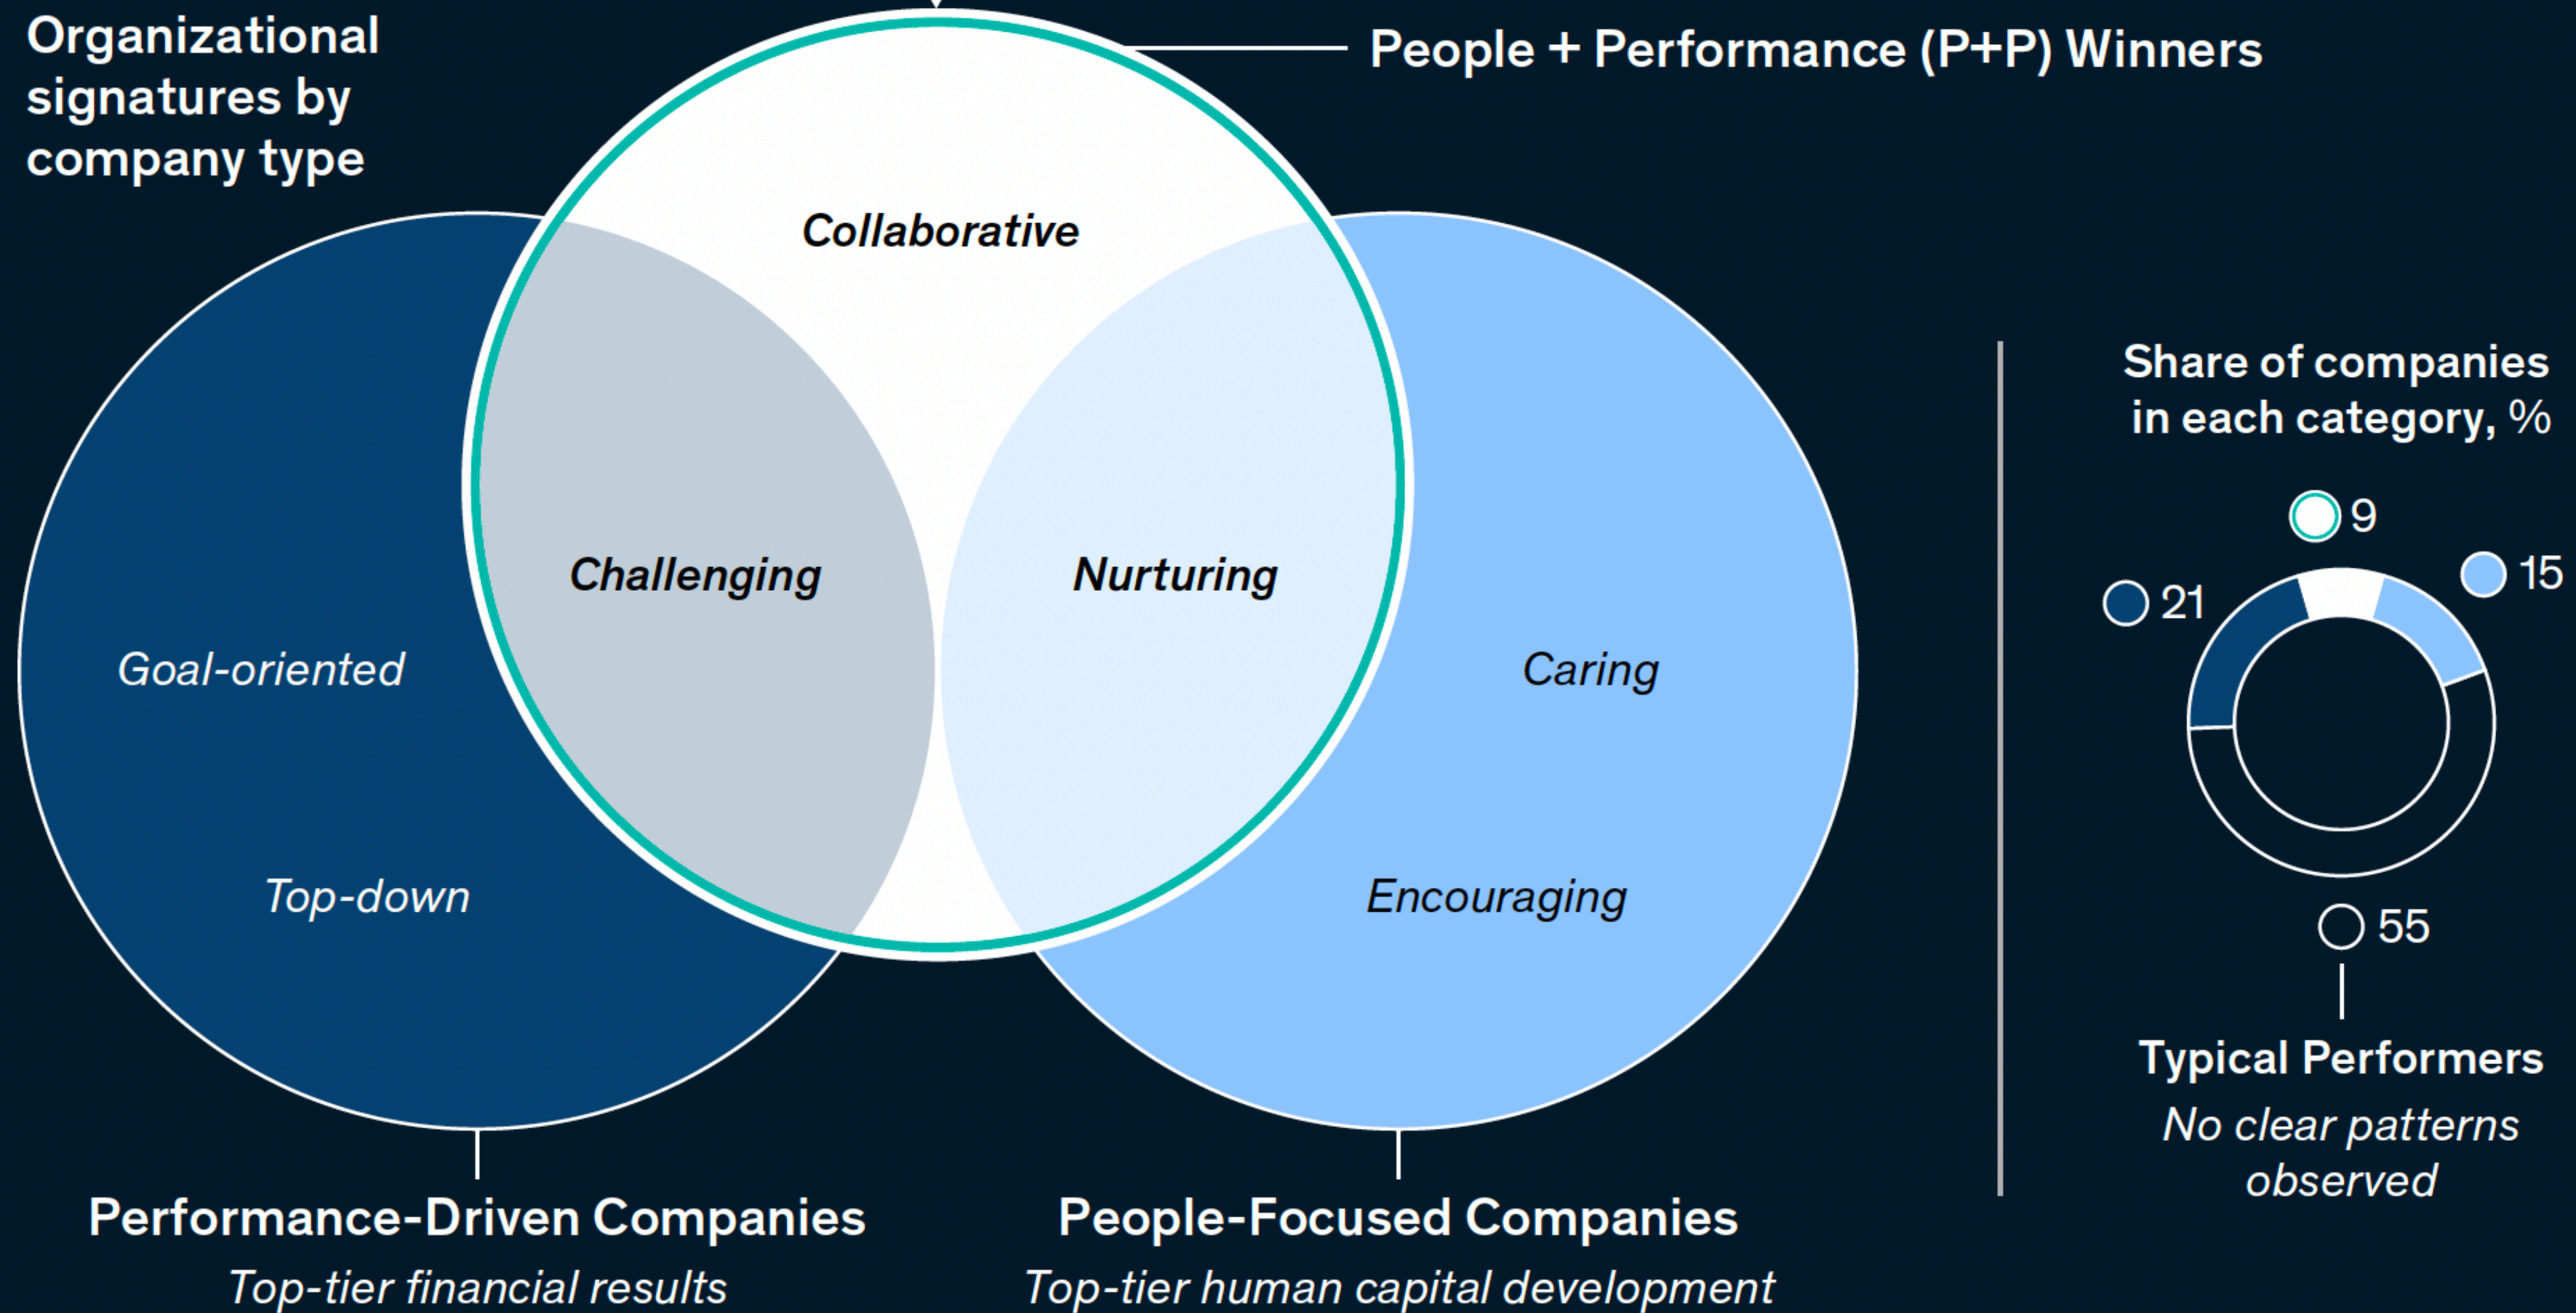 Organizational
signatures by
company type
People + Performance (P+P) Winners
Collaborative
Challenging
Nurturing
Goal-oriented
Top-down
Caring
Encouraging
Performance-Driven Companies
Top-tier financial results
People-Focused Companies
Top-tier human capital development
Share of companies
in each category, %
9
15
21
55
Typical Performers
No clear patterns
observed